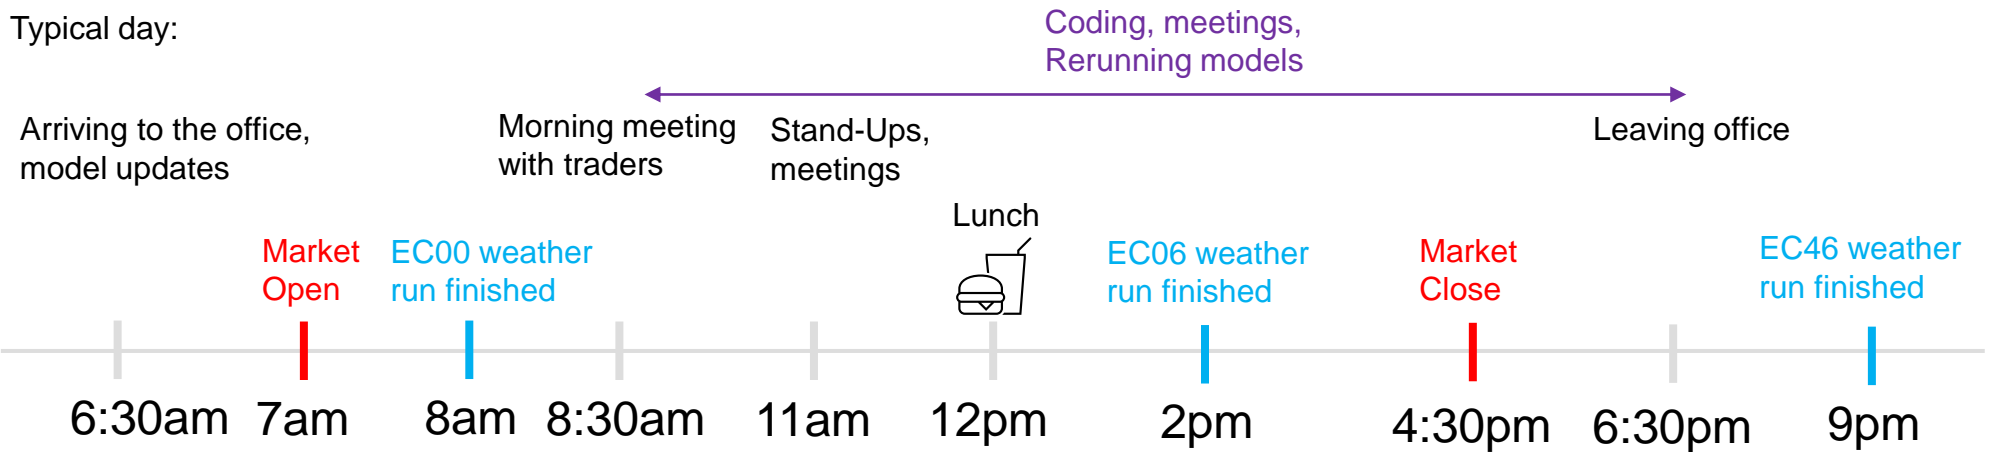 Typical day:
Coding, meetings,
Rerunning models
Arriving to the office,
model updates
Morning meeting
with traders
Stand-Ups,
meetings
Leaving office
Lunch
Market
Open
EC00 weather
run finished
EC06 weather
run finished
Market
Close
EC46 weather
run finished
6:30am 7am 8am 8:30am 11am 12pm 2pm 4:30pm 6:30pm 9pm